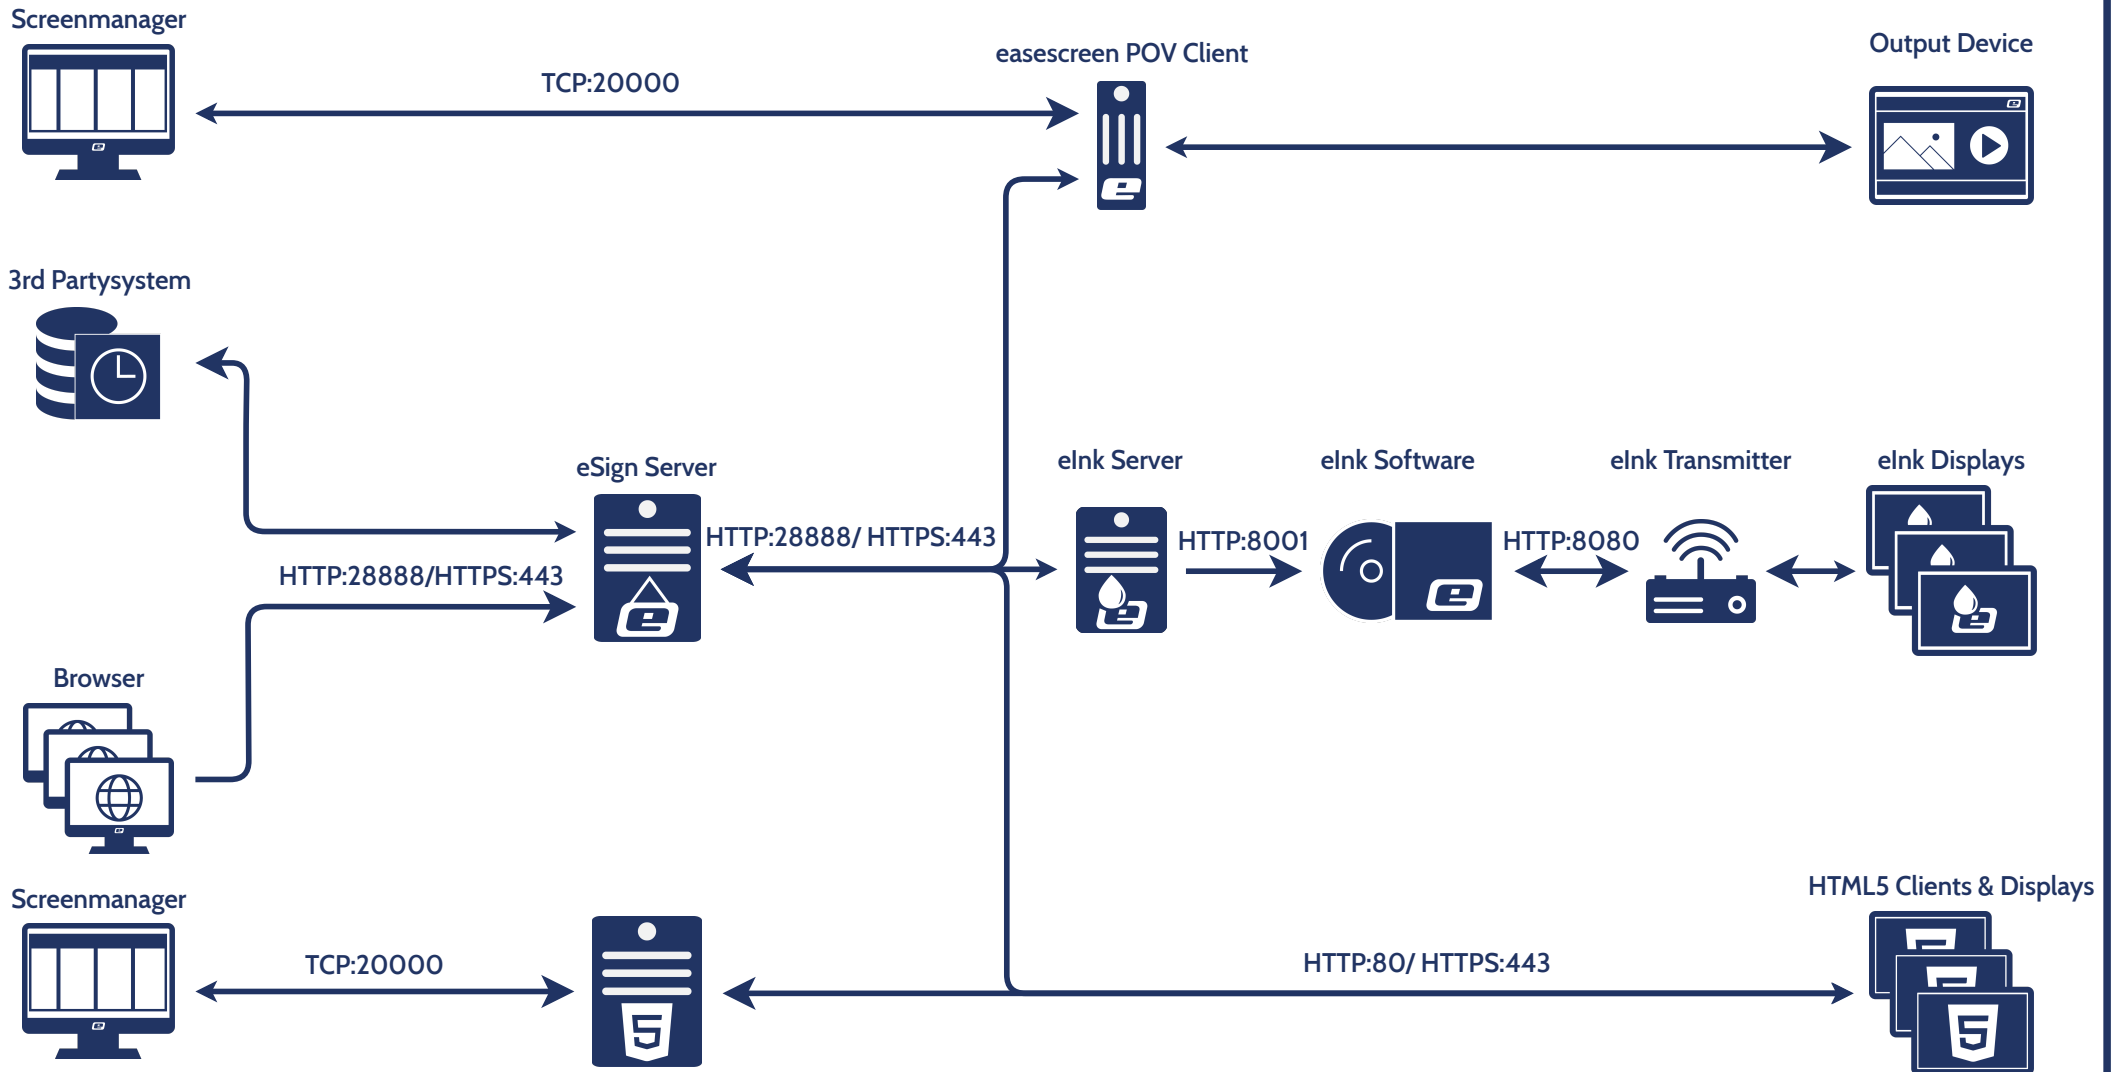 Screenmanager
easescreen POV Client
Output Device
TCP:20000
3rd Partysystem
eSign Server
eInk Server
eInk Software
eInk Transmitter
eInk Displays
HTTP:28888/ HTTPS:443
HTTP:8001
HTTP:8080
HTTP:28888/HTTPS:443
Browser
Screenmanager
HTML5 Clients & Displays
TCP:20000
HTTP:80/ HTTPS:443